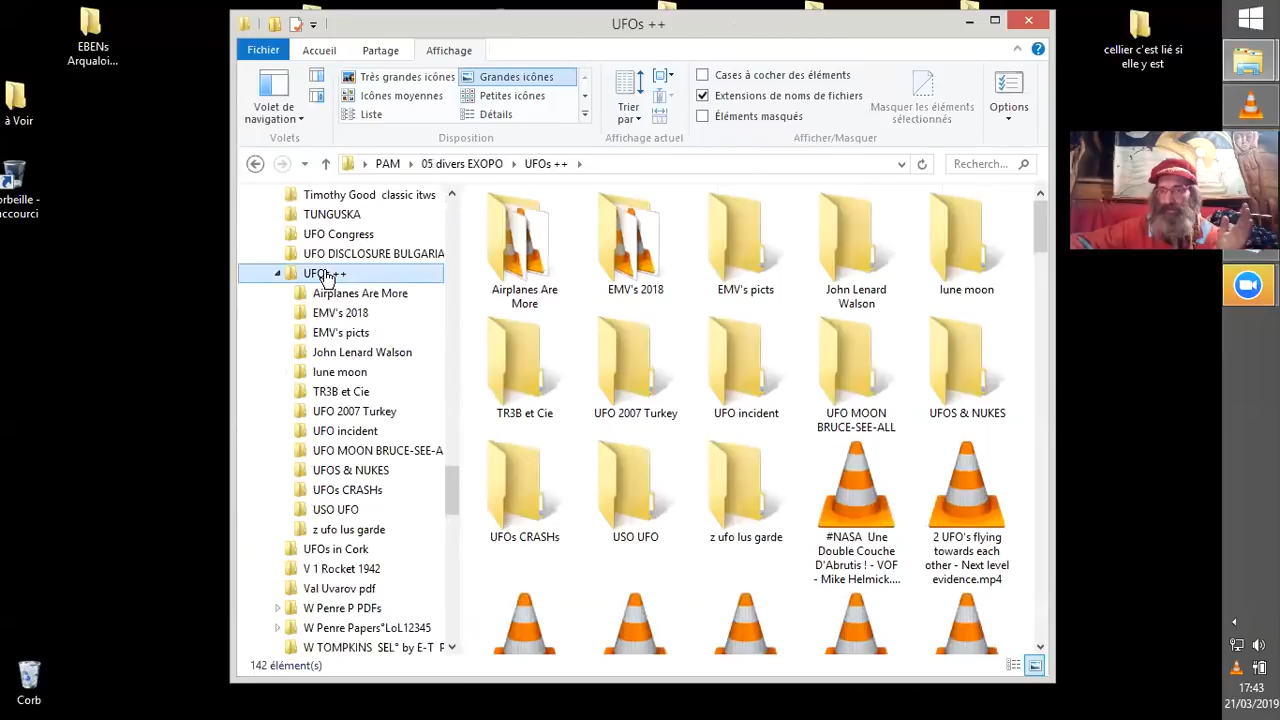 EBENs
Arqualoi...
à Voir
orbeille -
accourci
Corb
UFOs ++
Fichier
Accueil
Partage
Affichage
Volet de
navigation
Volets
Très grandes icônes
Grandes icônes
Icônes moyennes
Petites icônes
Liste
Détails
Disposition
Trier
par
Affichage actuel
Cases à cocher des éléments
Extensions de noms de fichiers
Éléments masqués
Masquer les éléments
sélectionnés
Afficher/Masquer
Options
PAM
05 divers EXOPO
UFOs ++
Recherc...
Timothy Good classic itws
TUNGUSKA
UFO Congress
UFO DISCLOSURE BULGARIA
UFOs ++
Airplanes Are More
EMV's 2018
EMV's picts
John Lenard Walson
lune moon
TR3B et Cie
UFO 2007 Turkey
UFO incident
UFO MOON BRUCE-SEE-A
UFOS & NUKES
UFOs CRASHs
USO UFO
z ufo lus garde
UFOs in Cork
V 1 Rocket 1942
Val Uvarov pdf
W Penre P PDFs
W Penre Papers*LoL12345
W TOMPKINS SEL° by E-T P
Airplanes Are
More
EMV's 2018
EMV's picts
John Lenard
Walson
lune moon
TR3B et Cie
UFO 2007 Turkey
UFO incident
UFO MOON
BRUCE-SEE-ALL
UFOS & NUKES
UFOs CRASHs
USO UFO
z ufo lus garde
#NASA Une
Double Couche
D'Abrutis ! - VOF
- Mike Helmick....
2 UFO's flying
towards each
other - Next level
evidence.mp4
142 élément(s)
cellier c'est lié si
elle y est
17:43
21/03/2019